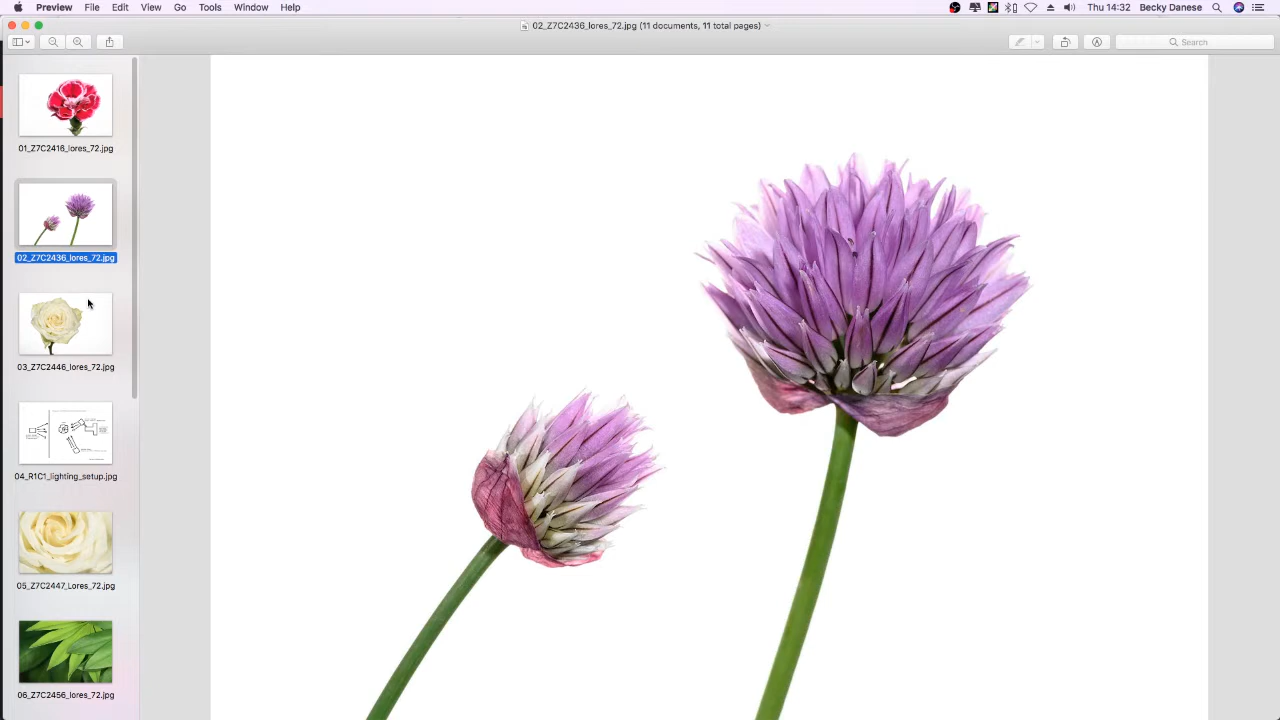 Preview File Edit View Go Tools Window Help Thu 14:32 Becky Danese
02_Z7C2436_lores_72.jpg (11 documents, 11 total pages)
Search
01_Z7C2416_lores_72.jpg
02_Z7C2436_lores_72.jpg
03_Z7C2446_lores_72.jpg
04_R1C1_lighting_setup.jpg
05_Z7C2447_Lores_72.jpg
06_Z7C2456_lores_72.jpg